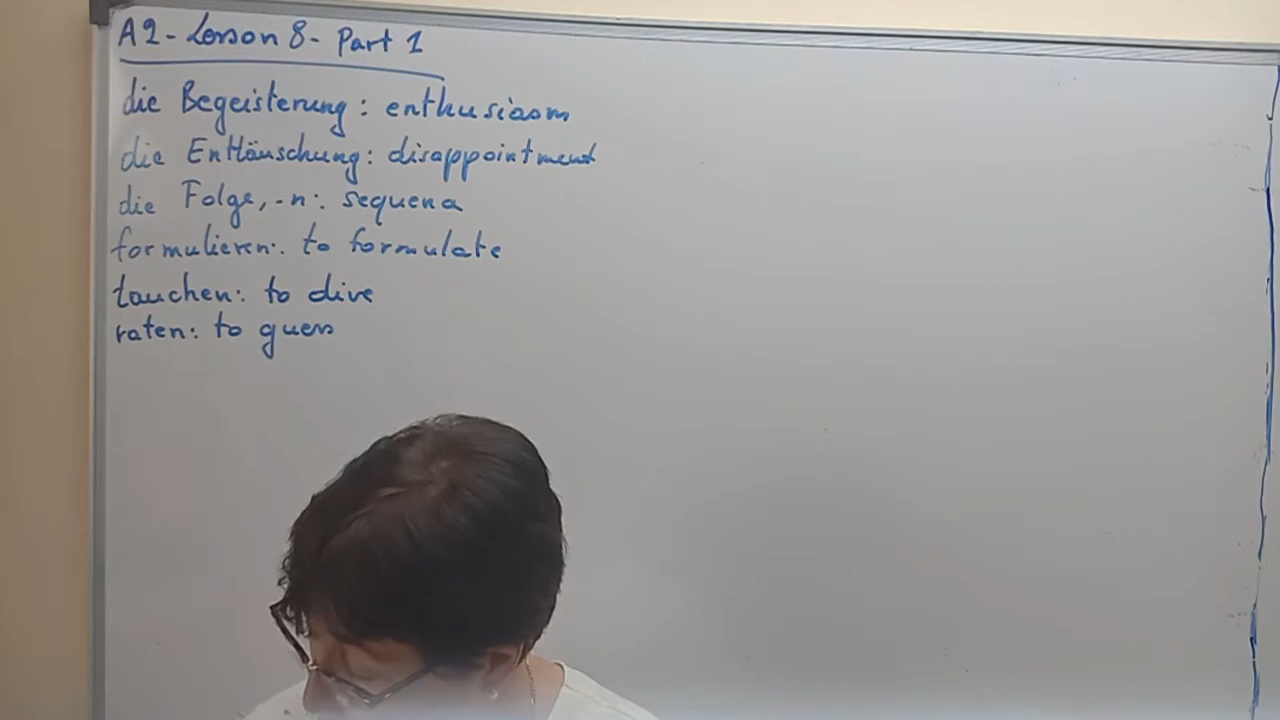 A2 - Lesson 8 - Part 1
die Begeisterung: enthusiasm
die Enttäuschung: disappointment
die Folge, -n: sequence
formulieren: to formulate
tauchen: to dive
raten: to guess